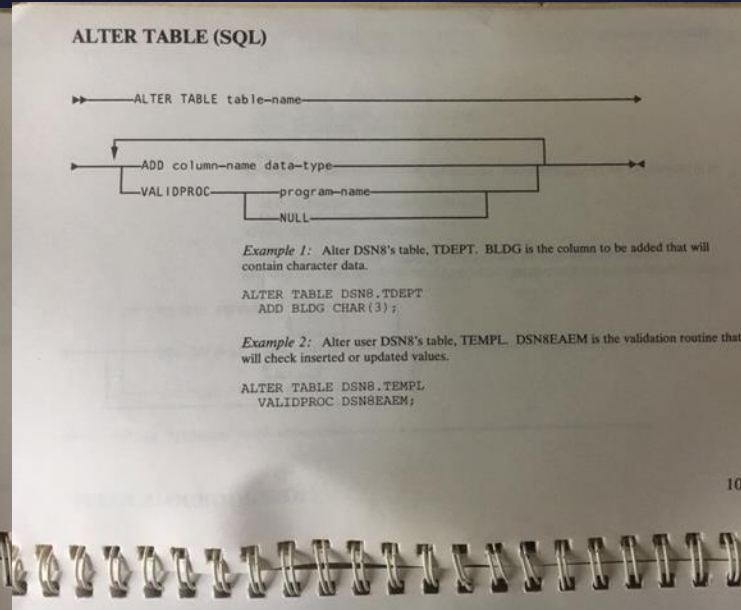 ALTER TABLE (SQL)
ALTER TABLE table-name
ADD column-name data-type
VALIDPROC program-name
NULL
Example 1: Alter DSN8's table, TDEPT. BLDG is the column to be added that will
contain character data.
ALTER TABLE DSN8.TDEPT
ADD BLDG CHAR(3);
Example 2: Alter user DSN8's table, TEMPL. DSN8EAEM is the validation routine that
will check inserted or updated values.
ALTER TABLE DSN8.TEMPL
VALIDPROC DSN8EAEM;
10